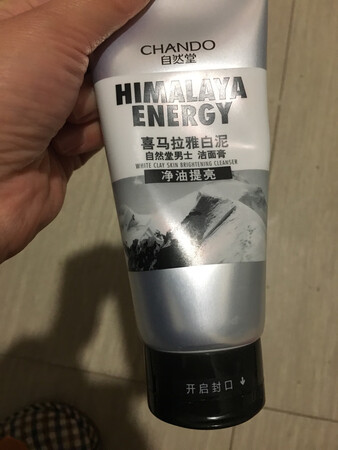 CHANDO
自然堂
HIMALAYA
ENERGY
喜马拉雅白泥
自然堂男士 洁面膏
WHITE CLAY SKIN BRIGHTENING CLEANSER
净油提亮
开启封口